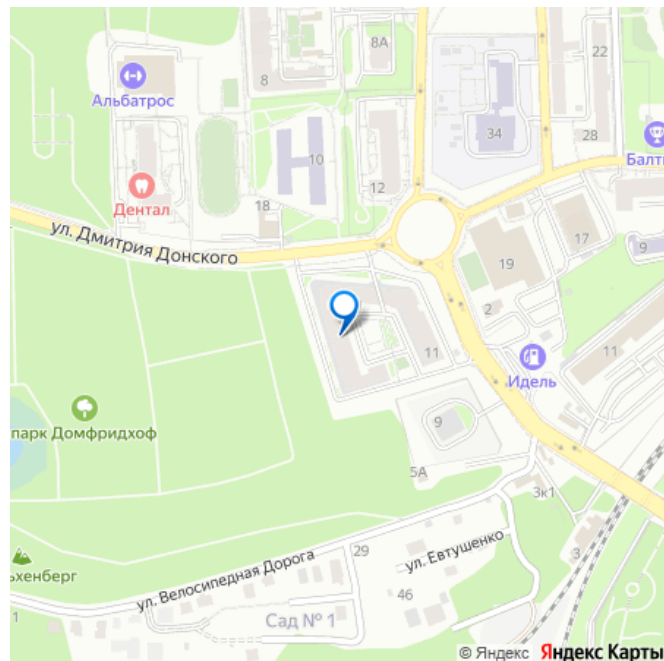 8А
22
8
Альбатрос
34
10
28
Балти
12
Дентал
18
ул. Дмитрия Донского
17
9
19
2
11
11
Идель
9
парк Домфридхоф
5А
3к1
29
ул. Евтушенко
3
ьхенберг
ул. Велосипедная Дорога
46
1
Сад № 1
© Яндекс Яндекс Карты